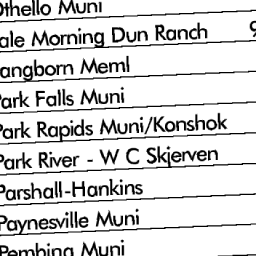 Othello Muni
ale Morning Dun Ranch
angborn Meml
Park Falls Muni
Park Rapids Muni/Konshok
Park River - W C Skjerven
Parshall-Hankins
Paynesville Muni
Pembina Muni